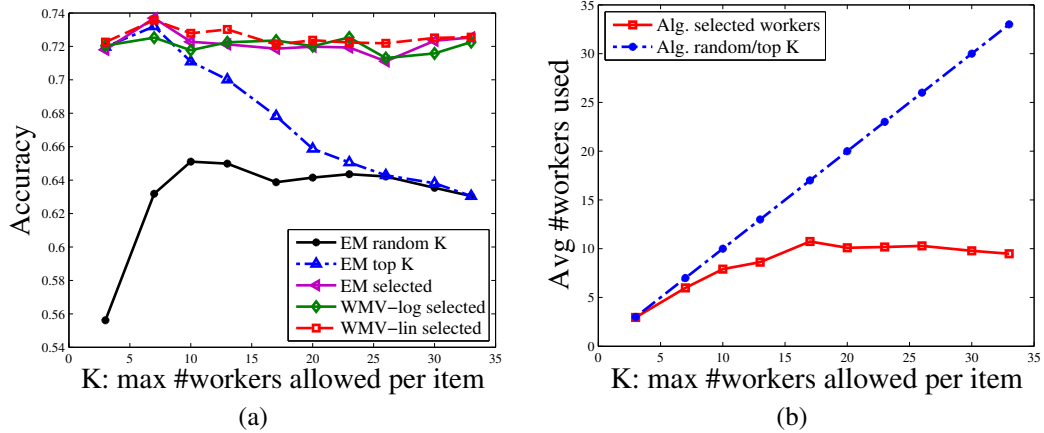 0.74
0.72
0.7
0.68
0.66
0.64
0.62
0.6
0.58
0.56
0.54
Accuracy
0
5
10
15
20
25
30
35
K: max #workers allowed per item
EM random K
EM top K
EM selected
WMV−log selected
WMV−lin selected
(a)
35
30
25
20
15
10
5
0
Avg #workers used
0
5
10
15
20
25
30
35
K: max #workers allowed per item
Alg. selected workers
Alg. random/top K
(b)